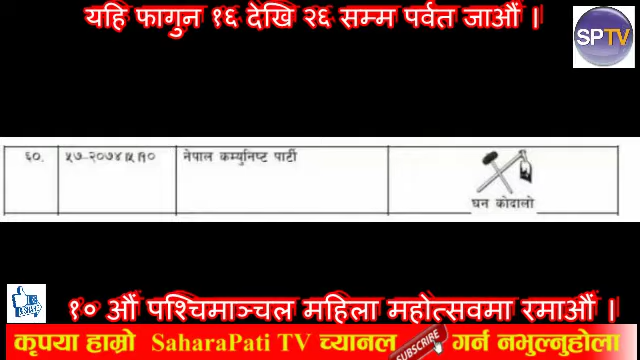 यहि फागुन १६ देखि २६ सम्म पर्वत जाऔं ।
SPTV
६०. ५७-२०७४।५।१० नेपाल कम्युनिष्ट पार्टी
घन कोदालो
१० औं पश्चिमाञ्चल महिला महोत्सवमा रमाऔं ।
कृपया हाम्रो SaharaPati TV च्यानल SUBSCRIBE गर्न नभुल्नुहोला